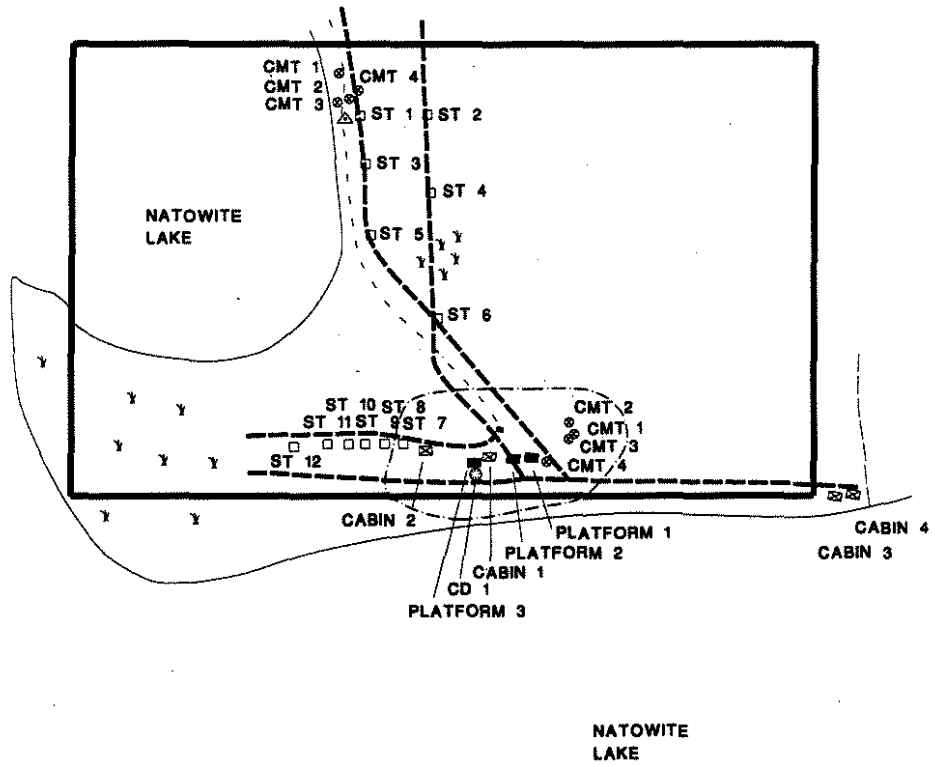 CMT 1
CMT 4
CMT 2
CMT 3
ST 1
ST 2
ST 3
ST 4
NATOWITE
LAKE
ST 5
ST 6
ST 10
ST 8
CMT 2
ST 11
ST 9
ST 7
CMT 1
CMT 3
ST 12
CMT 4
CABIN 2
PLATFORM 1
CABIN 4
PLATFORM 2
CABIN 3
CABIN 1
CD 1
PLATFORM 3
NATOWITE
LAKE